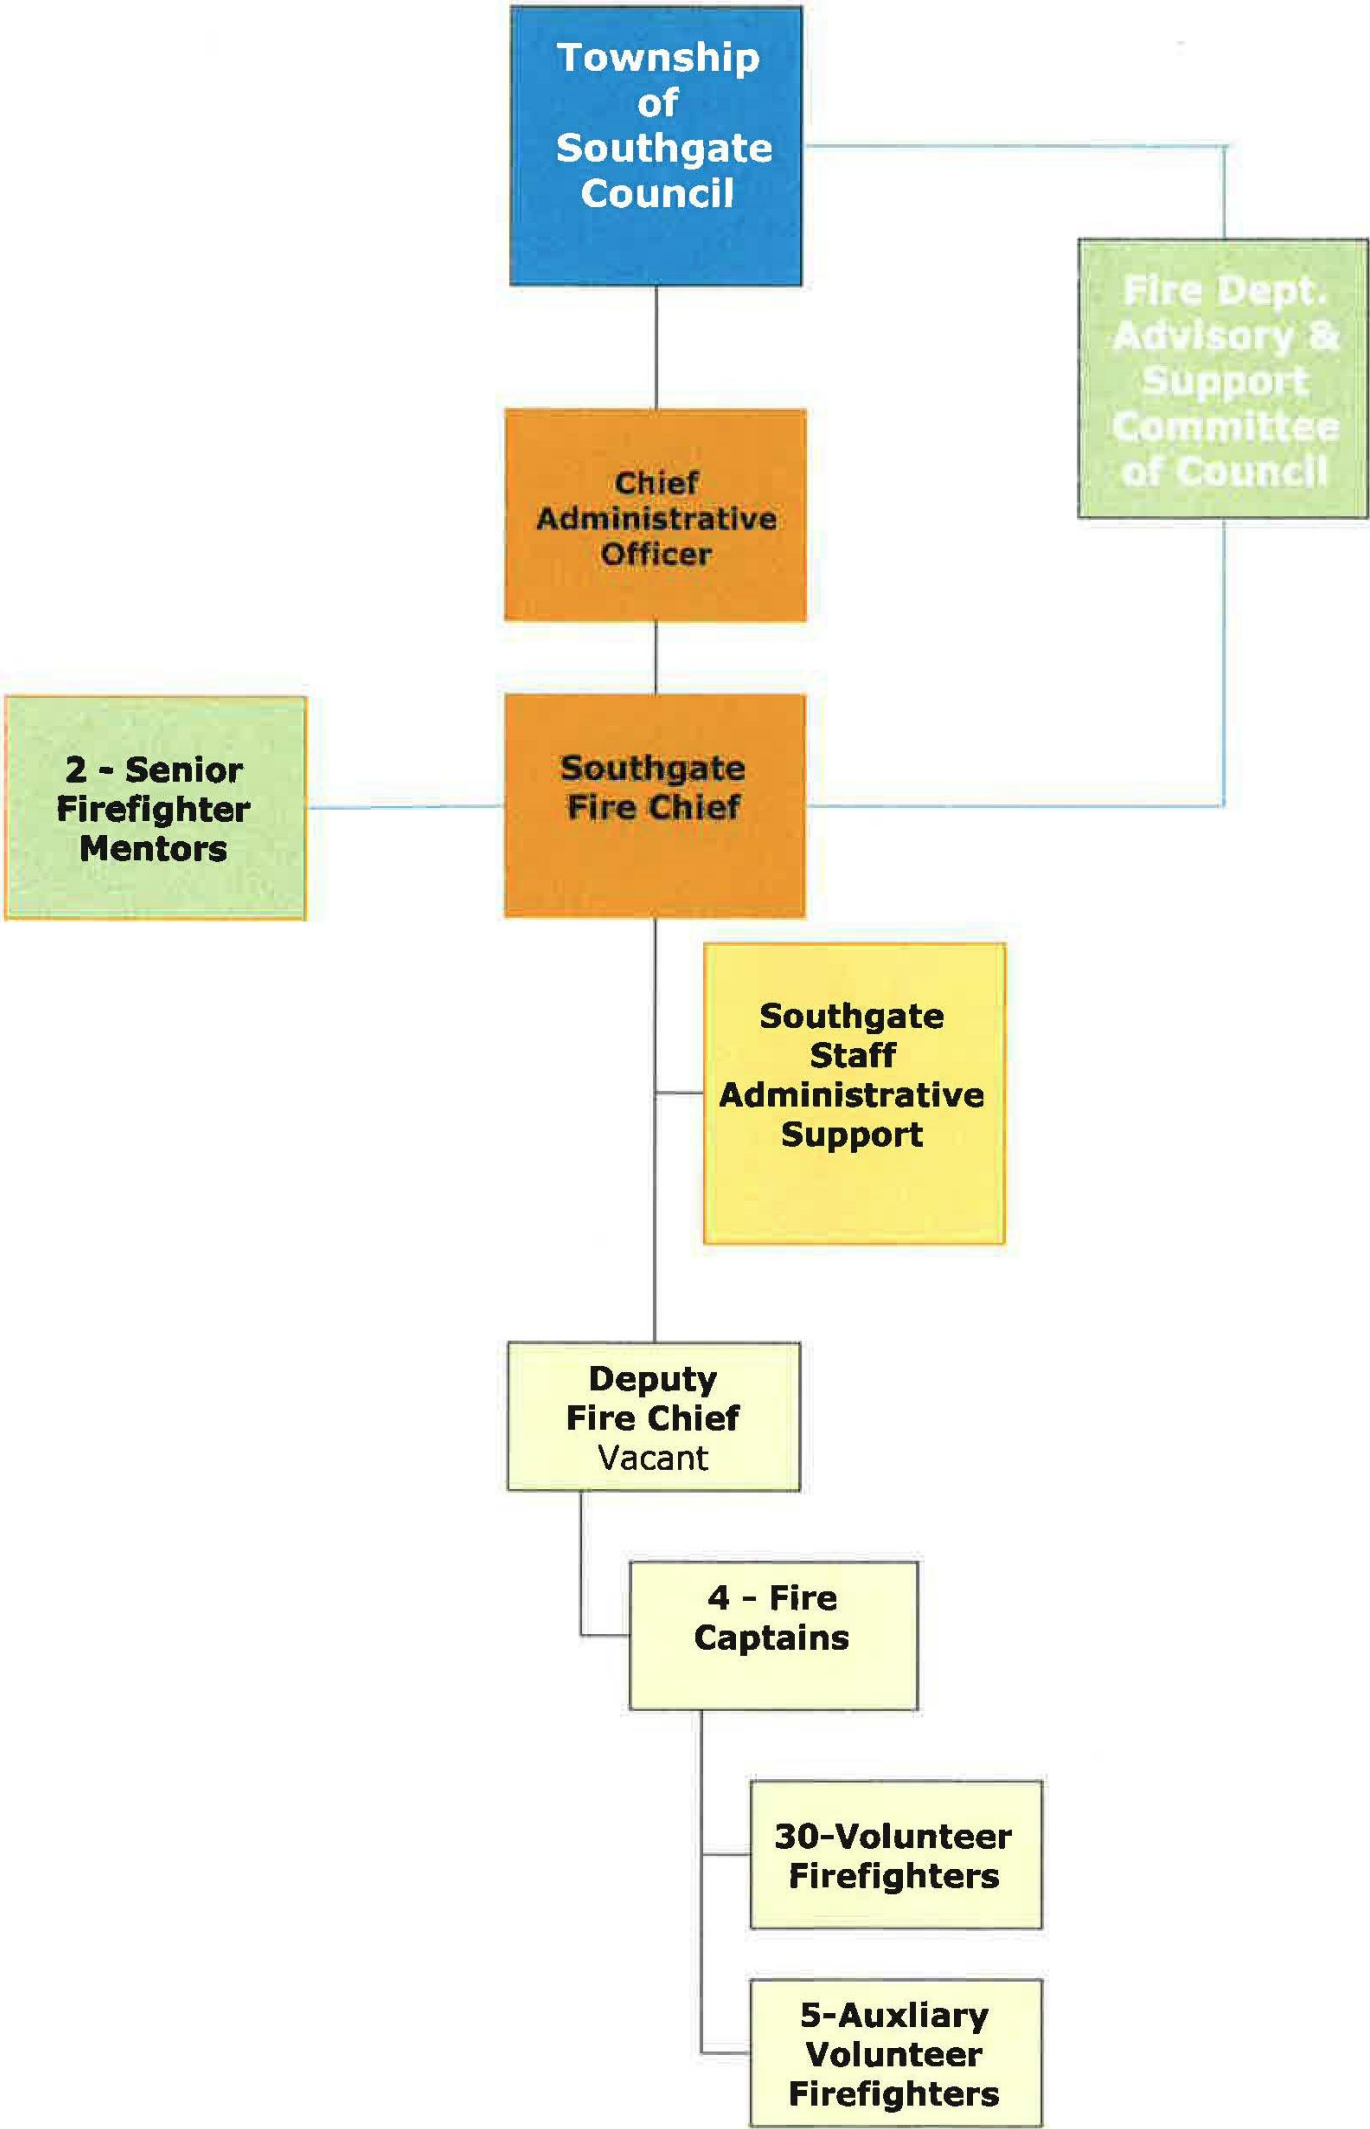 Township
of
Southgate
Council
Fire Dept.
Advisory &
Support
Committee
of Council
Chief
Administrative
Officer
2 - Senior
Firefighter
Mentors
Southgate
Fire Chief
Southgate
Staff
Administrative
Support
Deputy
Fire Chief
Vacant
4 - Fire
Captains
30-Volunteer
Firefighters
5-Auxliary
Volunteer
Firefighters